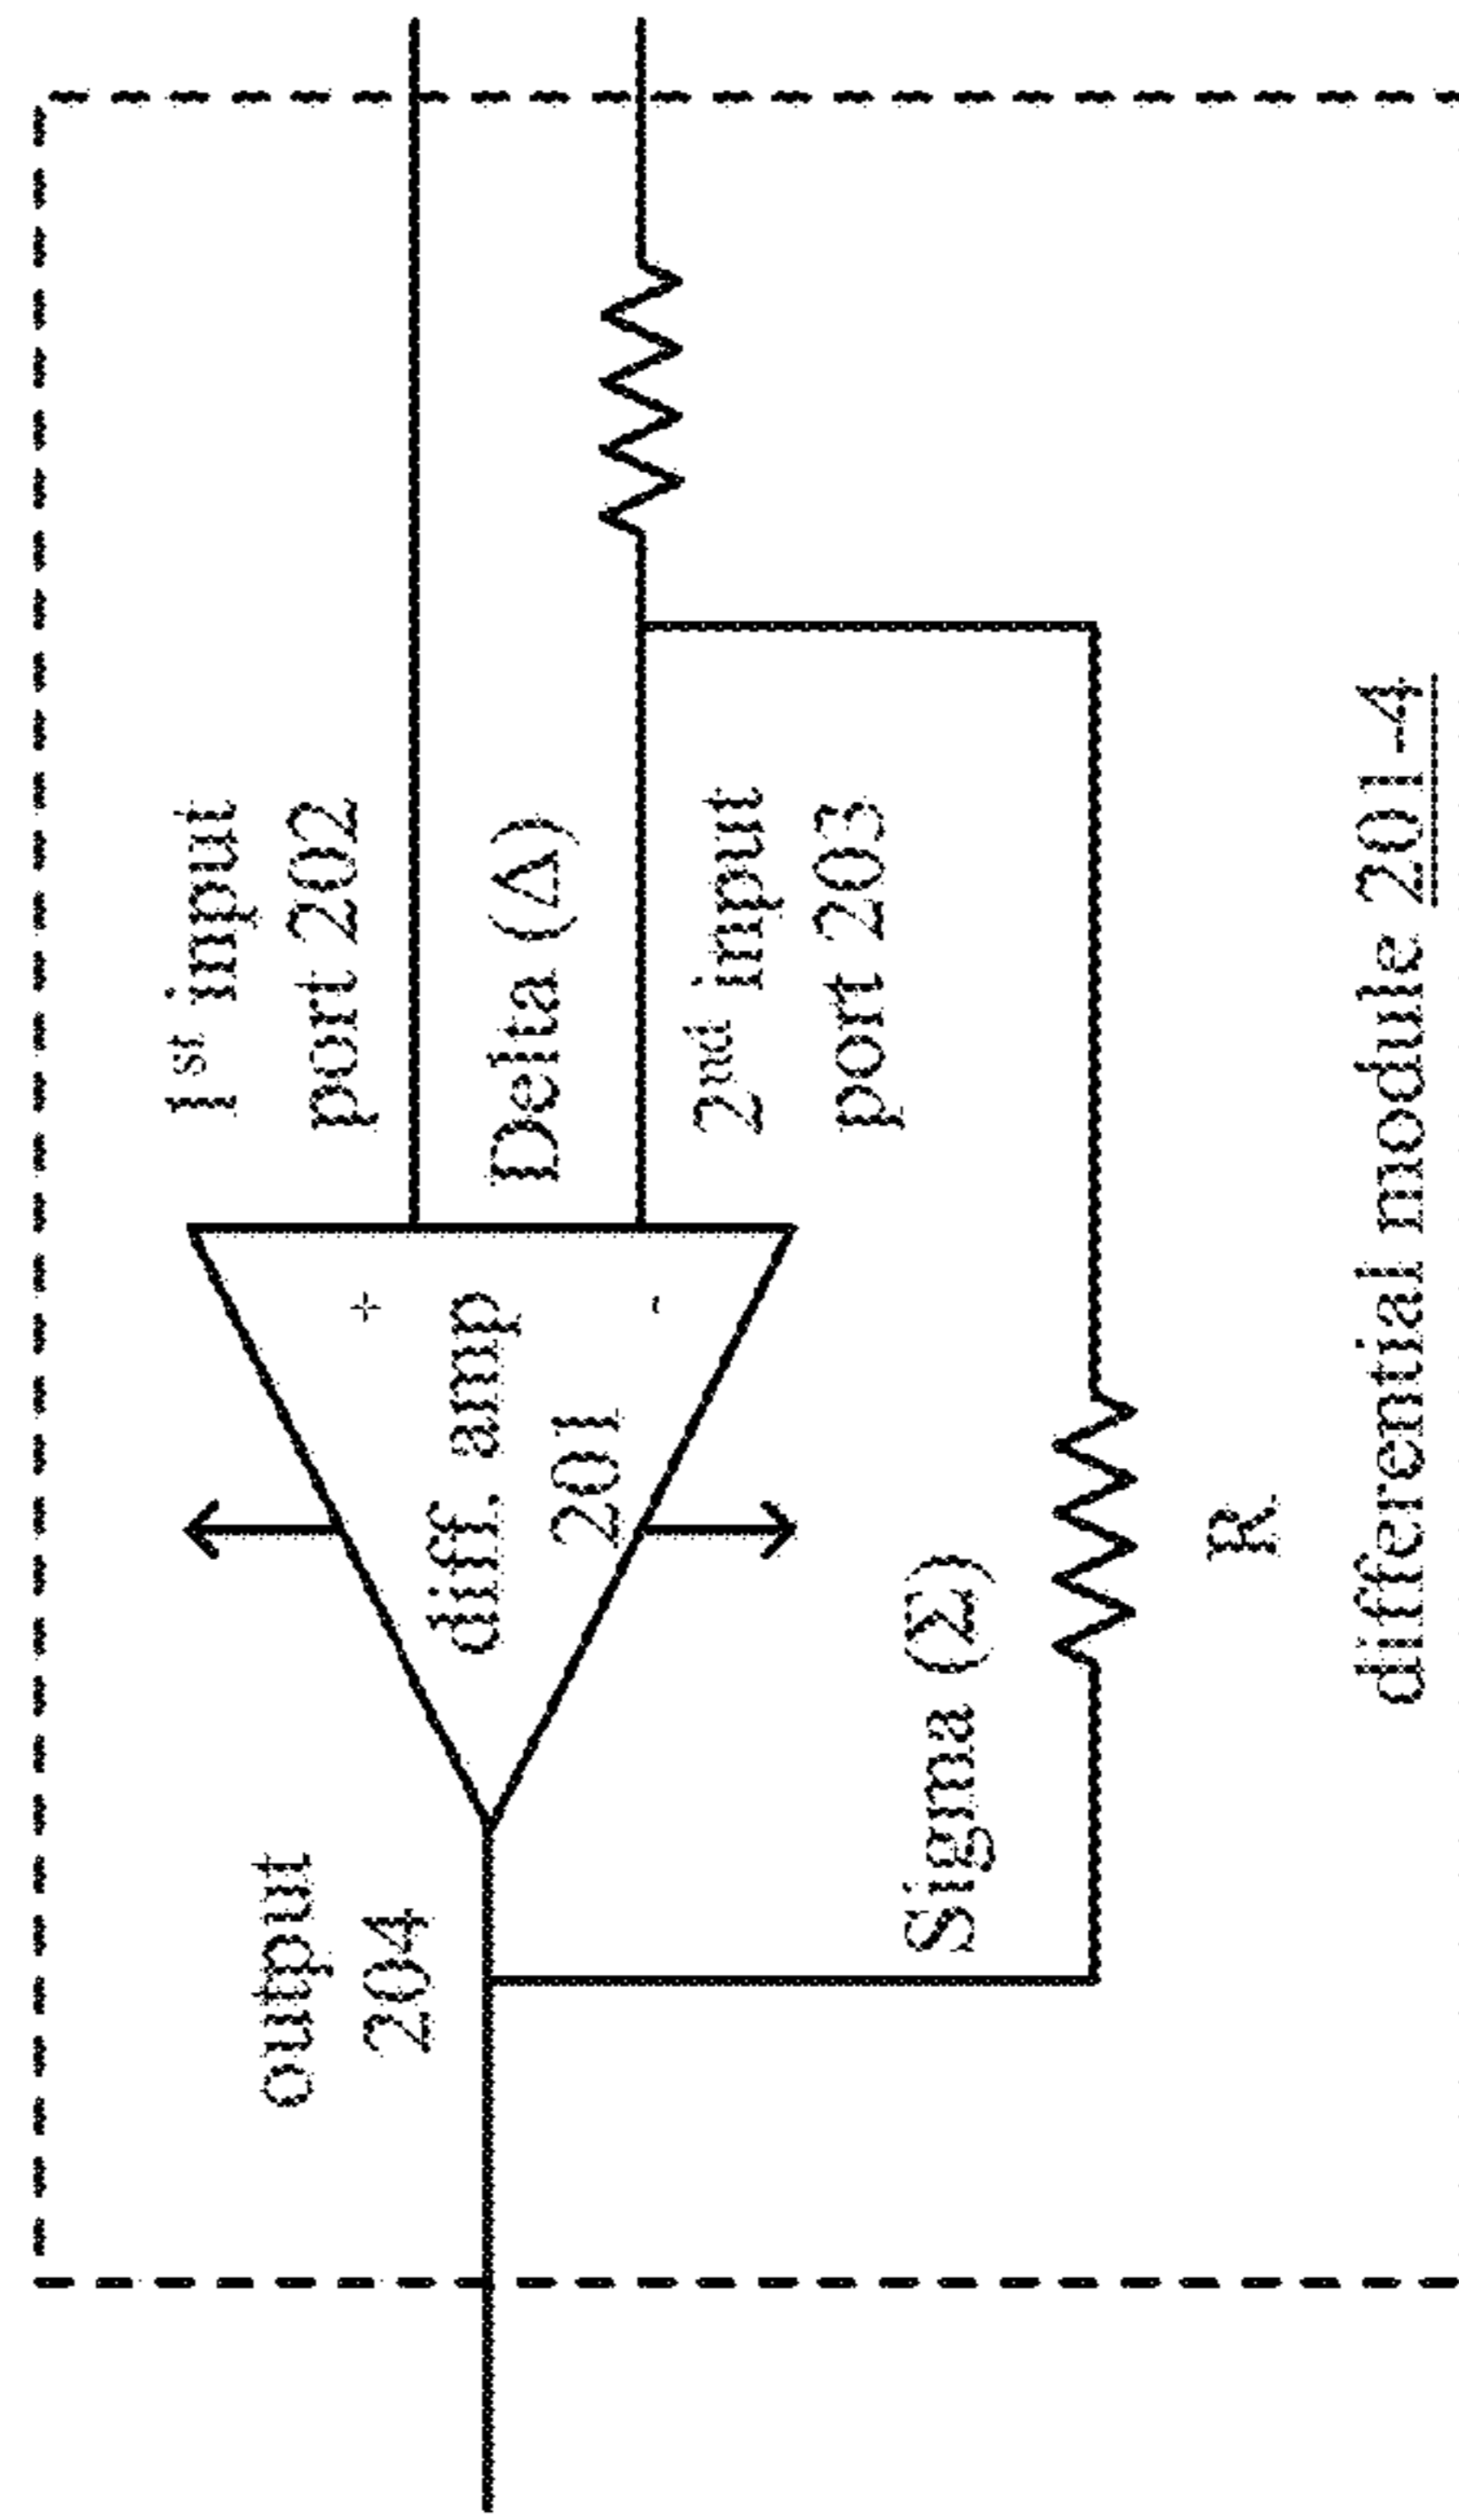 output
204
1st input
port 202
+
diff. amp
201
-
Delta (Δ)
2nd input
port 203
Sigma (Σ)
R
differential module 201-4